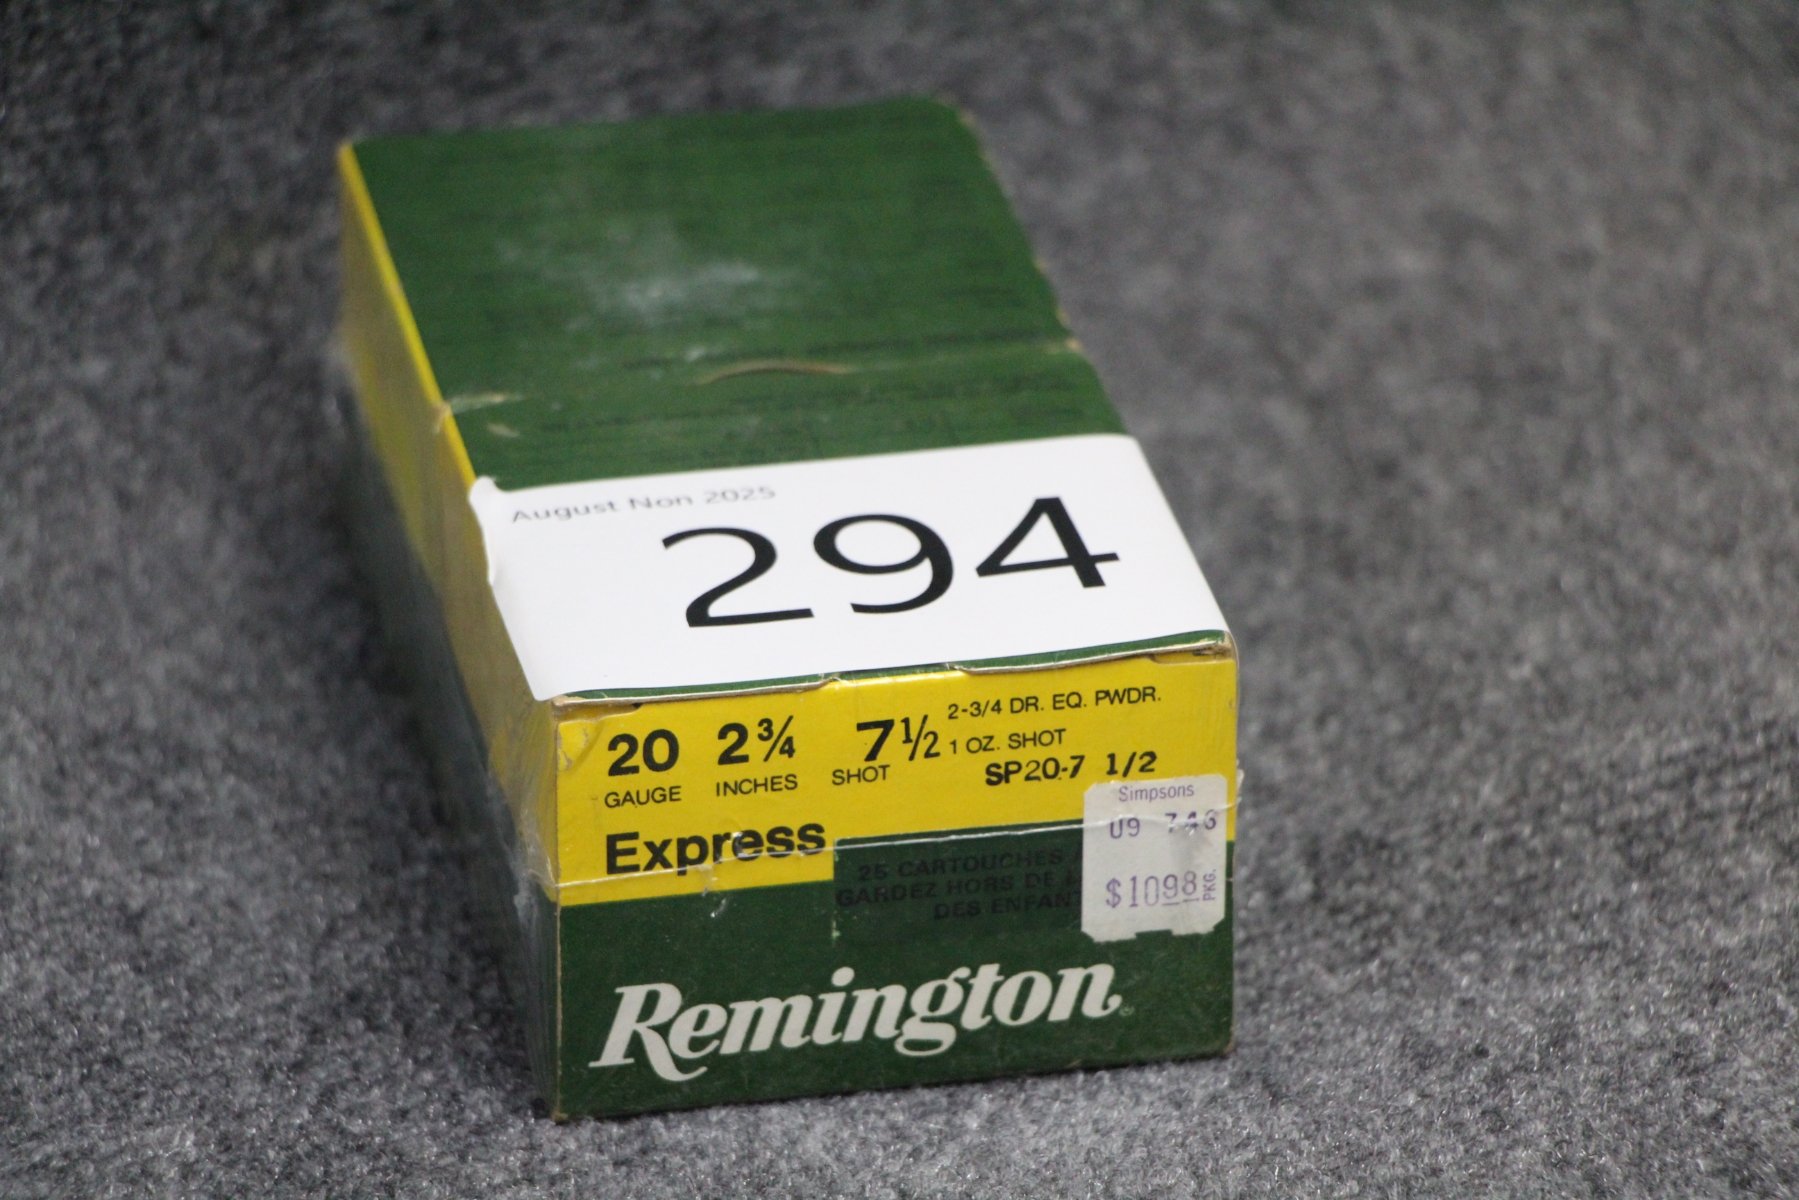 August Non 2025
294
20 2¾ 7½ 2-3/4 DR. EQ. PWDR.
GAUGE INCHES SHOT 1 OZ. SHOT
SP20-7 1/2
Express
25 CARTOUCHES
GARDEZ HORS DE
DES ENFANT
Simpsons
$10.98 PKG.
Remington